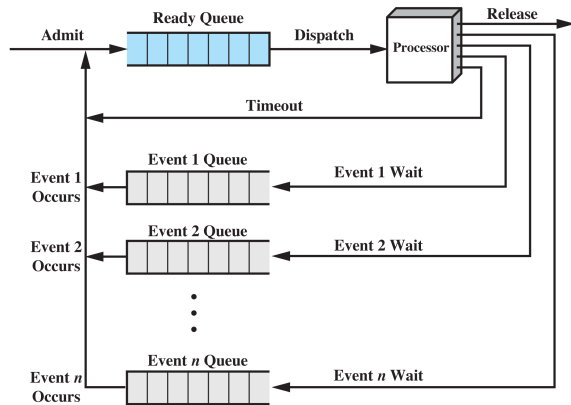 Admit
Ready Queue
Dispatch
Processor
Release
Timeout
Event 1
Occurs
Event 1 Queue
Event 1 Wait
Event 2
Occurs
Event 2 Queue
Event 2 Wait
Event n
Occurs
Event n Queue
Event n Wait